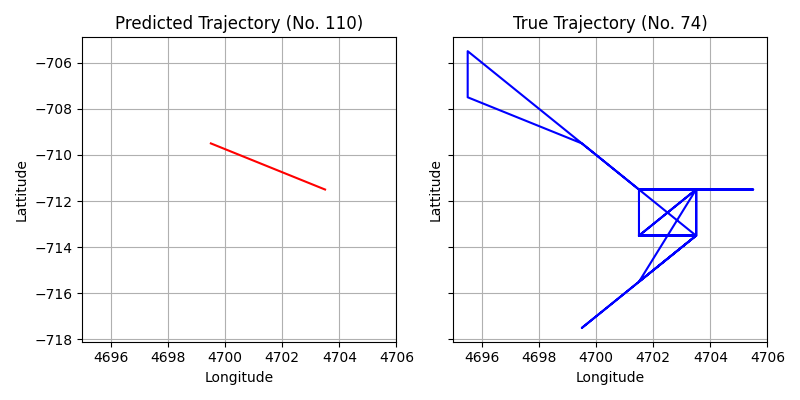 Predicted Trajectory (No. 110)
True Trajectory (No. 74)
−706
−708
−710
−712
−714
−716
−718
Lattitude
Lattitude
4696 4698 4700 4702 4704 4706
4696 4698 4700 4702 4704 4706
Longitude
Longitude